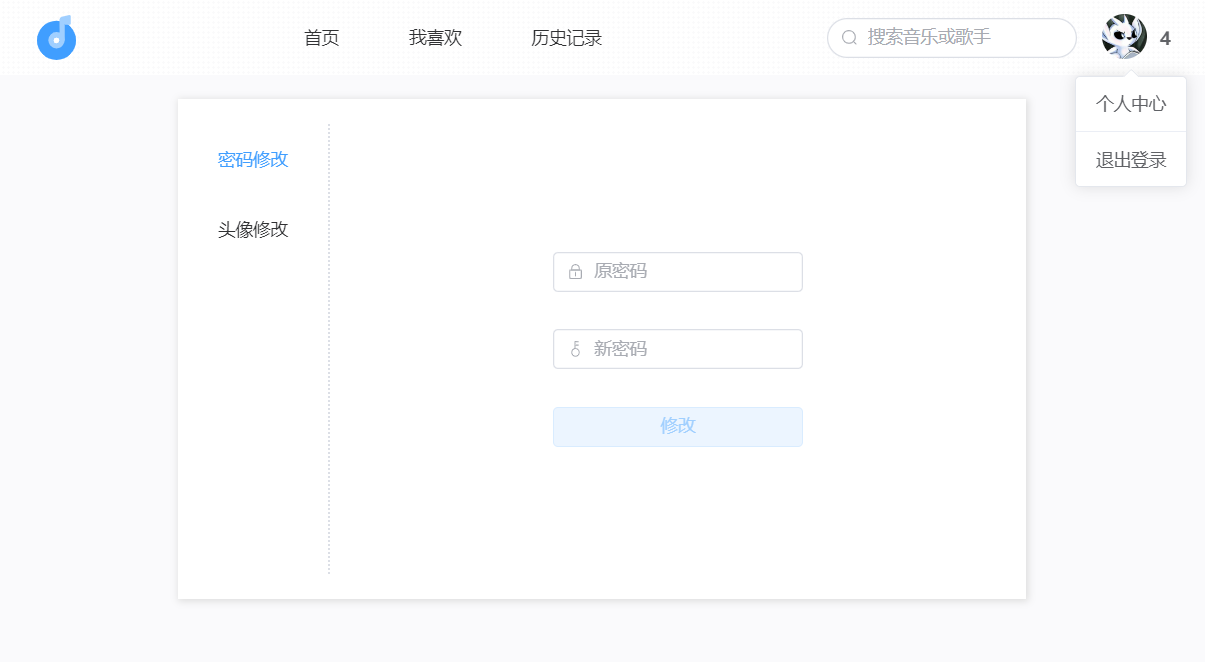 首页
我喜欢
历史记录
搜索音乐或歌手
4
个人中心
退出登录
密码修改
头像修改
原密码
新密码
修改